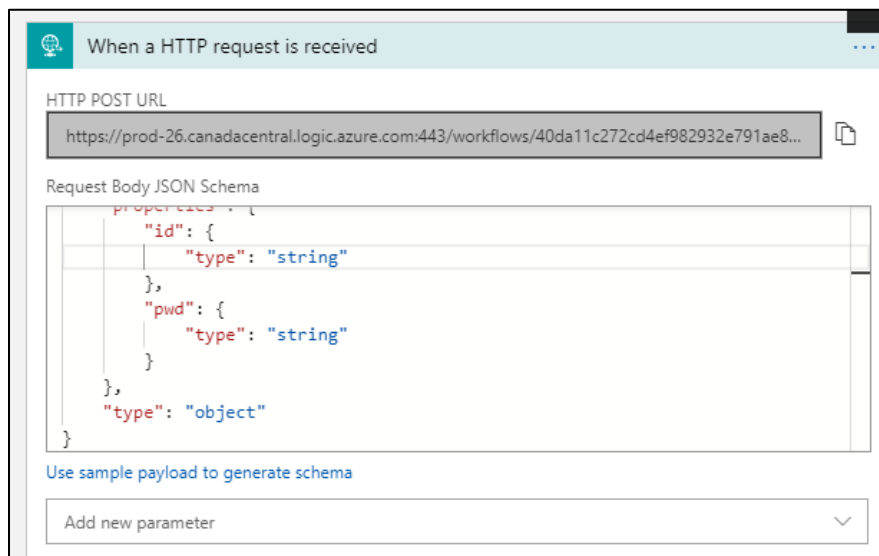 When a HTTP request is received
...
HTTP POST URL
https://prod-26.canadacentral.logic.azure.com:443/workflows/40da11c272cd4ef982932e791ae8...
Request Body JSON Schema
"properties": {
"id": {
"type": "string"
},
"pwd": {
"type": "string"
}
},
"type": "object"
}
Use sample payload to generate schema
Add new parameter